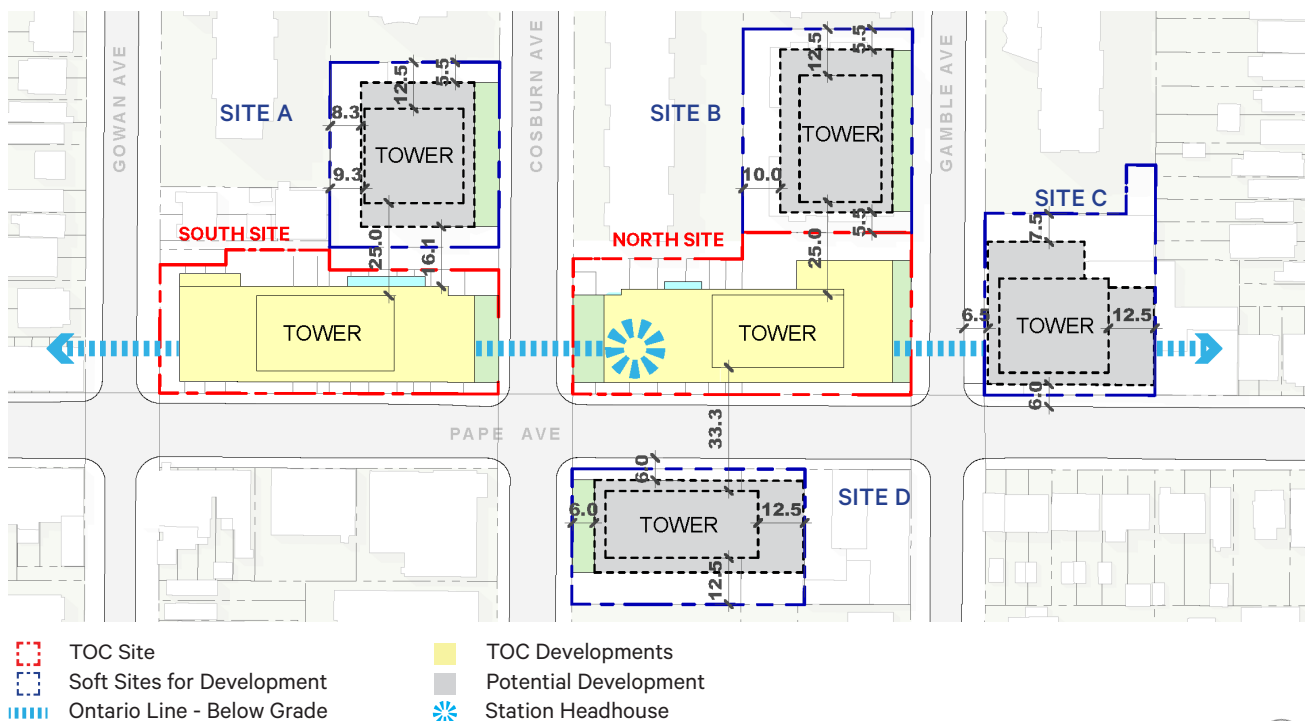 GOWAN AVE
COSBURN AVE
GAMBLE AVE
PAPE AVE
SITE A
12.5
5.5
8.3
9.3
TOWER
25.0
16.1
SITE B
12.5
5.5
TOWER
10.0
5.5
25.0
SITE C
7.5
6.5
TOWER
12.5
6.0
SOUTH SITE
TOWER
NORTH SITE
TOWER
33.3
SITE D
6.0
6.0
TOWER
12.5
12.5
TOC Site
Soft Sites for Development
Ontario Line - Below Grade
TOC Developments
Potential Development
Station Headhouse